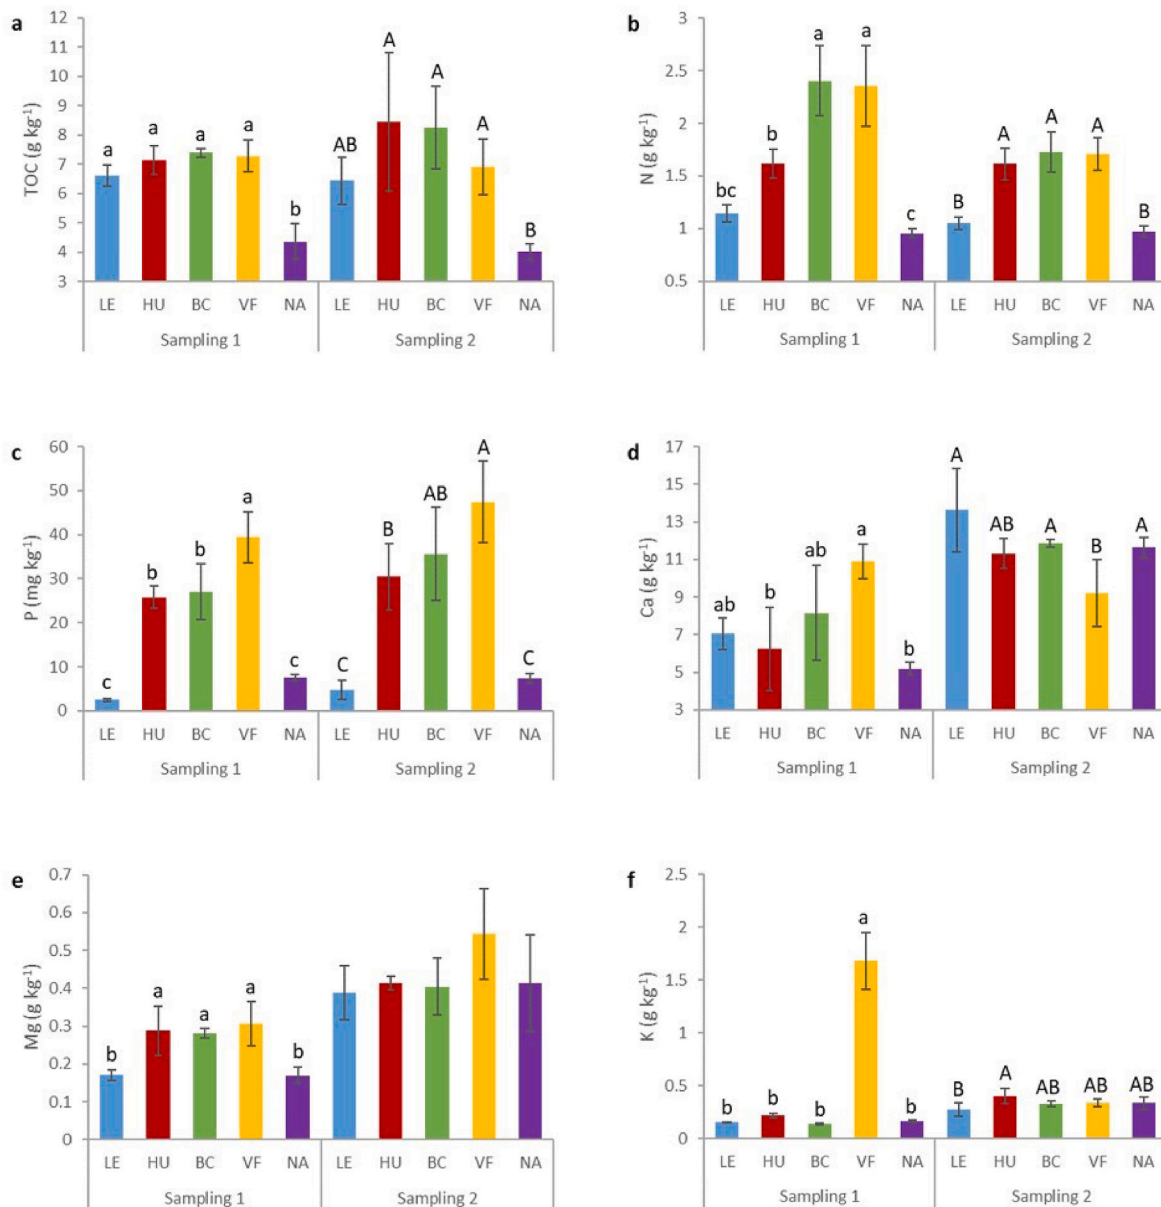 a
TOC (g kg⁻¹)
12
11
10
9
8
7
6
5
4
3
a a a a b AB A A A B
LE HU BC VF NA LE HU BC VF NA
Sampling 1 Sampling 2
b
N (g kg⁻¹)
3
2.5
2
1.5
1
0.5
bc b a a c B A A A B
LE HU BC VF NA LE HU BC VF NA
Sampling 1 Sampling 2
c
P (mg kg⁻¹)
60
50
40
30
20
10
0
c b b a c C B AB A C
LE HU BC VF NA LE HU BC VF NA
Sampling 1 Sampling 2
d
Ca (g kg⁻¹)
17
15
13
11
9
7
5
3
ab b ab a b A AB A B A
LE HU BC VF NA LE HU BC VF NA
Sampling 1 Sampling 2
e
Mg (g kg⁻¹)
0.7
0.6
0.5
0.4
0.3
0.2
0.1
0
b a a a b
LE HU BC VF NA LE HU BC VF NA
Sampling 1 Sampling 2
f
K (g kg⁻¹)
2.5
2
1.5
1
0.5
0
b b b a b B A AB AB AB
LE HU BC VF NA LE HU BC VF NA
Sampling 1 Sampling 2